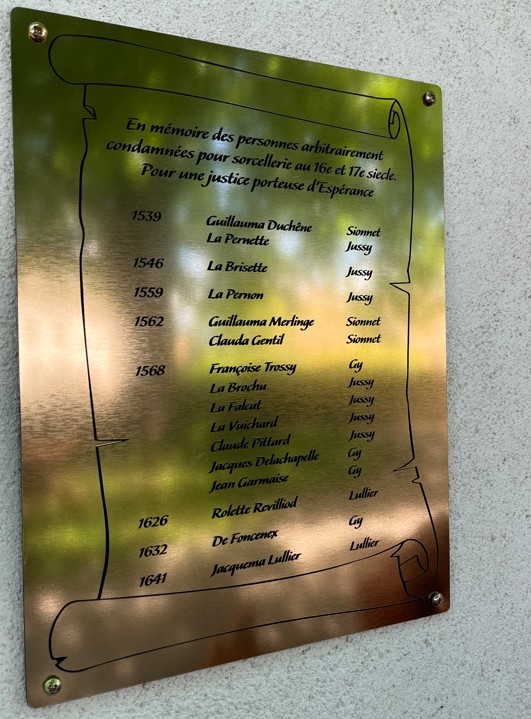 En mémoire des personnes arbitrairement
condamnées pour sorcellerie au 16e et 17e siecle.
Pour une justice porteuse d'Espérance
1539 Guillauma Duchêne Sionnet
La Pernette Jussy
1546 La Brisette Jussy
1559 La Pernon Jussy
1562 Guillauma Merlinge Sionnet
Clauda Gentil Sionnet
1568 Françoise Trossy Gy
La Brochu Jussy
La Falcat Jussy
La Vuichard Jussy
Claude Pittard Jussy
Jacques Delachapelle Gy
Jean Garmaise Gy
1626 Rolette Revilliod Lullier
1632 De Foncenex Gy
1641 Jacquema Lullier Lullier